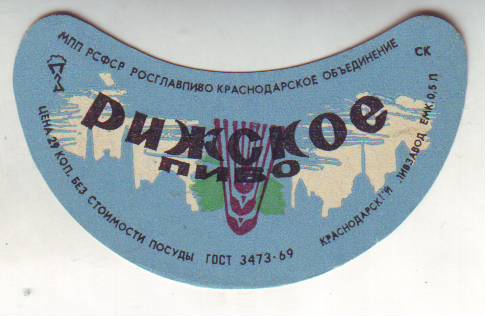 МПП РСФСР РОСГЛАВПИВО КРАСНОДАРСКОЕ ОБЪЕДИНЕНИЕ
СК
РИЖСКОЕ
ПИВО
ЦЕНА 29 КОП. БЕЗ СТОИМОСТИ ПОСУДЫ ГОСТ 3473-69
КРАСНОДАРСКИЙ ПИВЗАВОД ЕМК. 0,5 Л